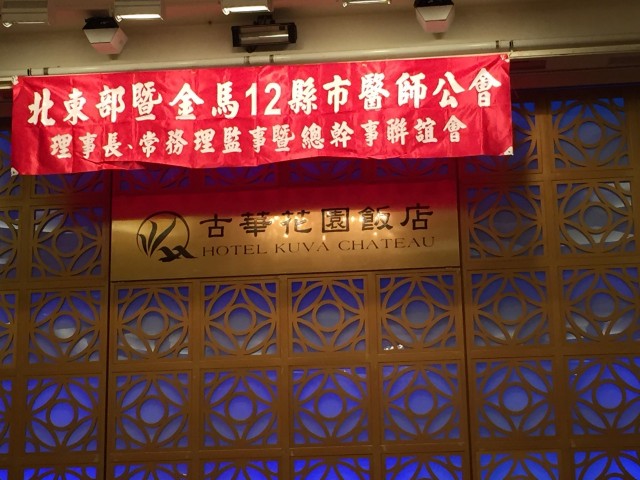 北東部暨金馬12縣市醫師公會
理事長、常務理監事暨總幹事聯誼會
古華花園飯店
HOTEL KUVA CHATEAU